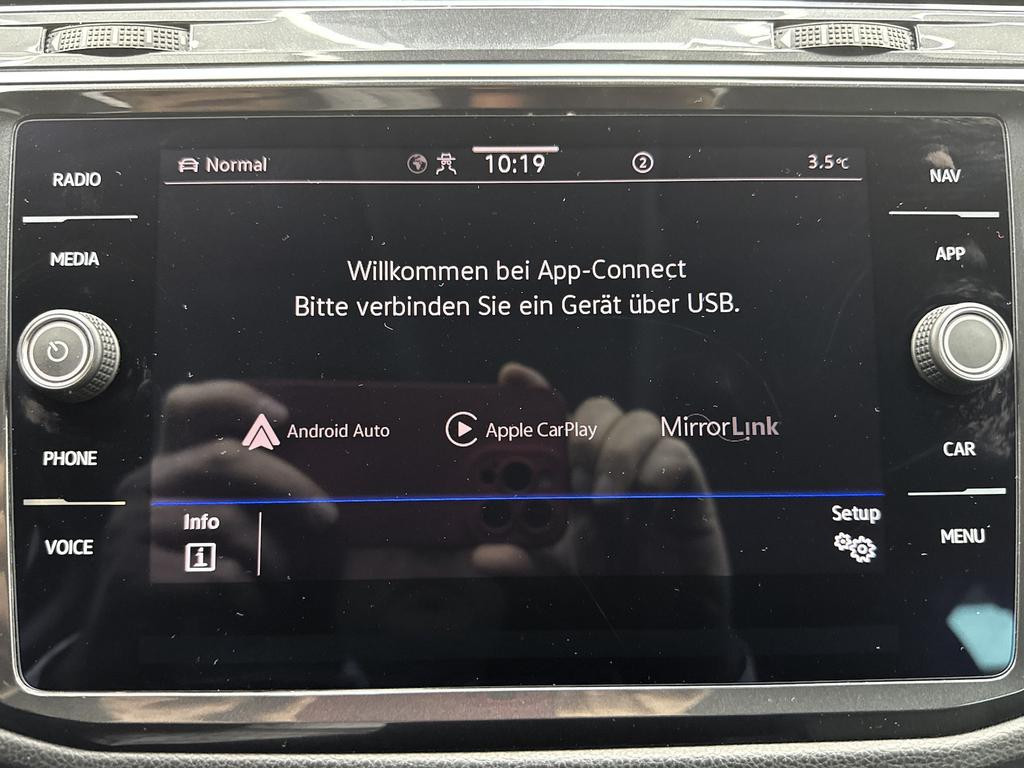 RADIO
MEDIA
PHONE
VOICE
Normal
10:19
2
3.5°C
Willkommen bei App-Connect
Bitte verbinden Sie ein Gerät über USB.
Android Auto
Apple CarPlay
MirrorLink
Info
i
Setup
NAV
APP
CAR
MENU